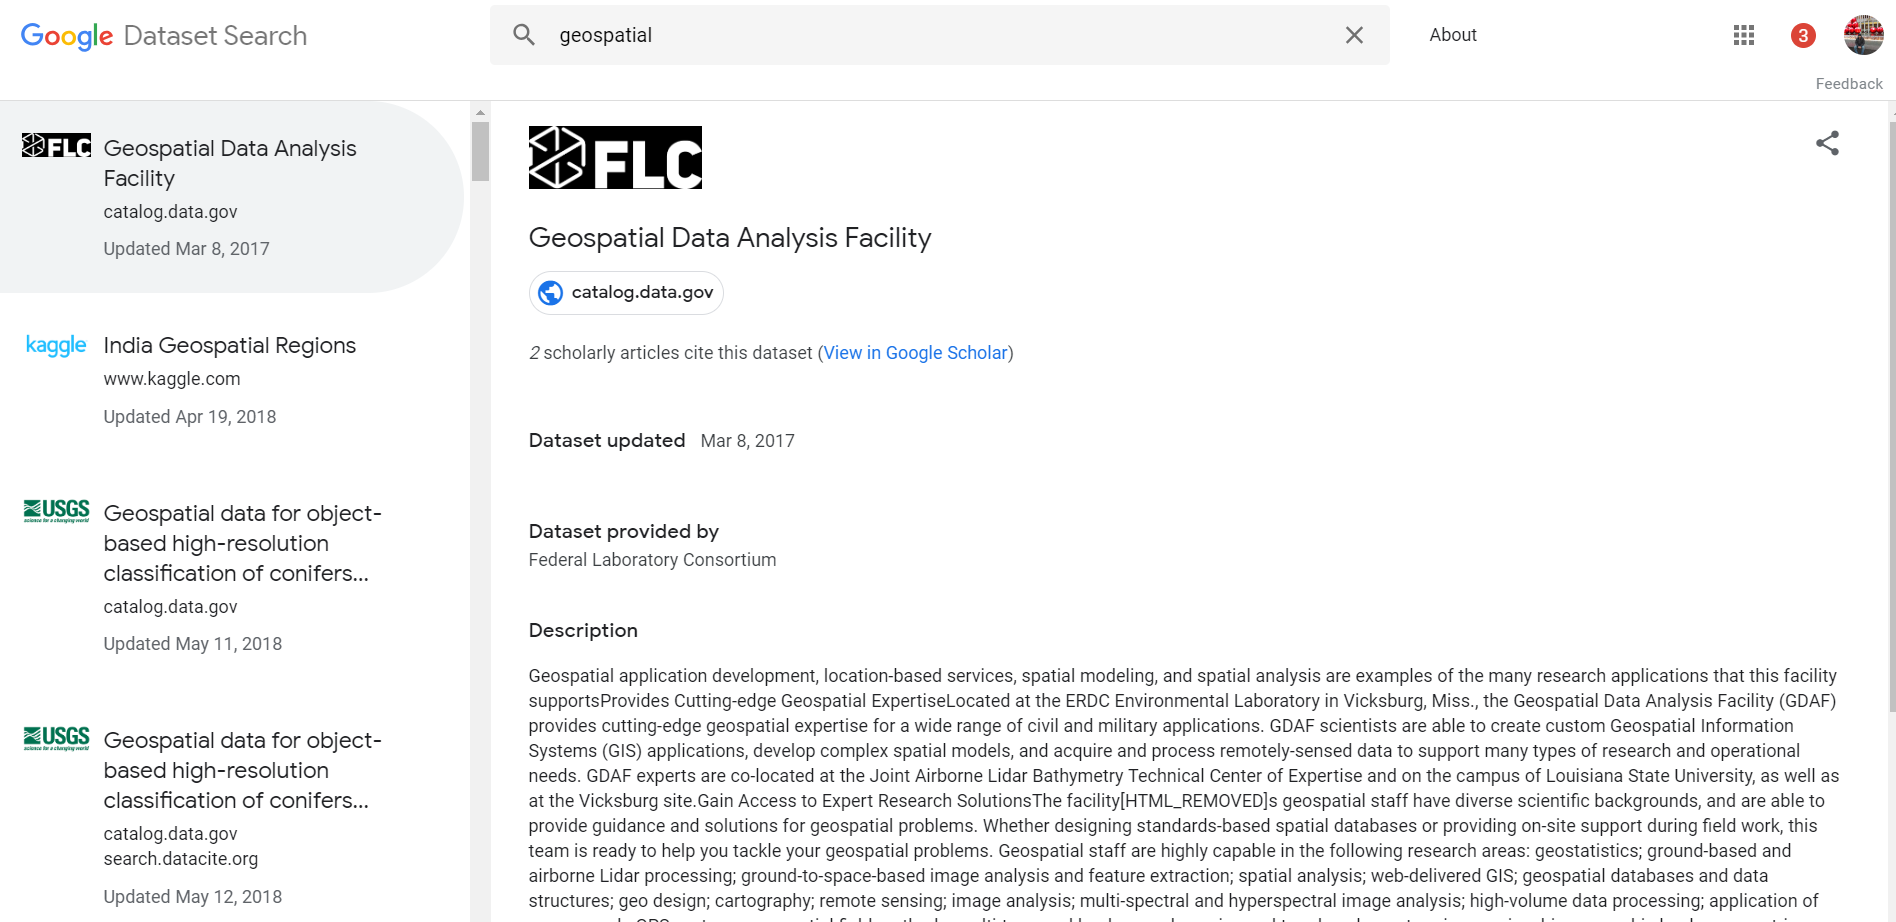 Google Dataset Search
geospatial
About
3
Feedback
FLC
Geospatial Data Analysis
Facility
catalog.data.gov
Updated Mar 8, 2017
kaggle
India Geospatial Regions
www.kaggle.com
Updated Apr 19, 2018
USGS
science for a changing world
Geospatial data for object-
based high-resolution
classification of conifers...
catalog.data.gov
Updated May 11, 2018
USGS
science for a changing world
Geospatial data for object-
based high-resolution
classification of conifers...
catalog.data.gov
search.datacite.org
Updated May 12, 2018
FLC
Geospatial Data Analysis Facility
catalog.data.gov
2 scholarly articles cite this dataset (View in Google Scholar)
Dataset updated Mar 8, 2017
Dataset provided by
Federal Laboratory Consortium
Description
Geospatial application development, location-based services, spatial modeling, and spatial analysis are examples of the many research applications that this facility
supportsProvides Cutting-edge Geospatial ExpertiseLocated at the ERDC Environmental Laboratory in Vicksburg, Miss., the Geospatial Data Analysis Facility (GDAF)
provides cutting-edge geospatial expertise for a wide range of civil and military applications. GDAF scientists are able to create custom Geospatial Information
Systems (GIS) applications, develop complex spatial models, and acquire and process remotely-sensed data to support many types of research and operational
needs. GDAF experts are co-located at the Joint Airborne Lidar Bathymetry Technical Center of Expertise and on the campus of Louisiana State University, as well as
at the Vicksburg site.Gain Access to Expert Research SolutionsThe facility[HTML_REMOVED]s geospatial staff have diverse scientific backgrounds, and are able to
provide guidance and solutions for geospatial problems. Whether designing standards-based spatial databases or providing on-site support during field work, this
team is ready to help you tackle your geospatial problems. Geospatial staff are highly capable in the following research areas: geostatistics; ground-based and
airborne Lidar processing; ground-to-space-based image analysis and feature extraction; spatial analysis; web-delivered GIS; geospatial databases and data
structures; geo design; cartography; remote sensing; image analysis; multi-spectral and hyperspectral image analysis; high-volume data processing; application of